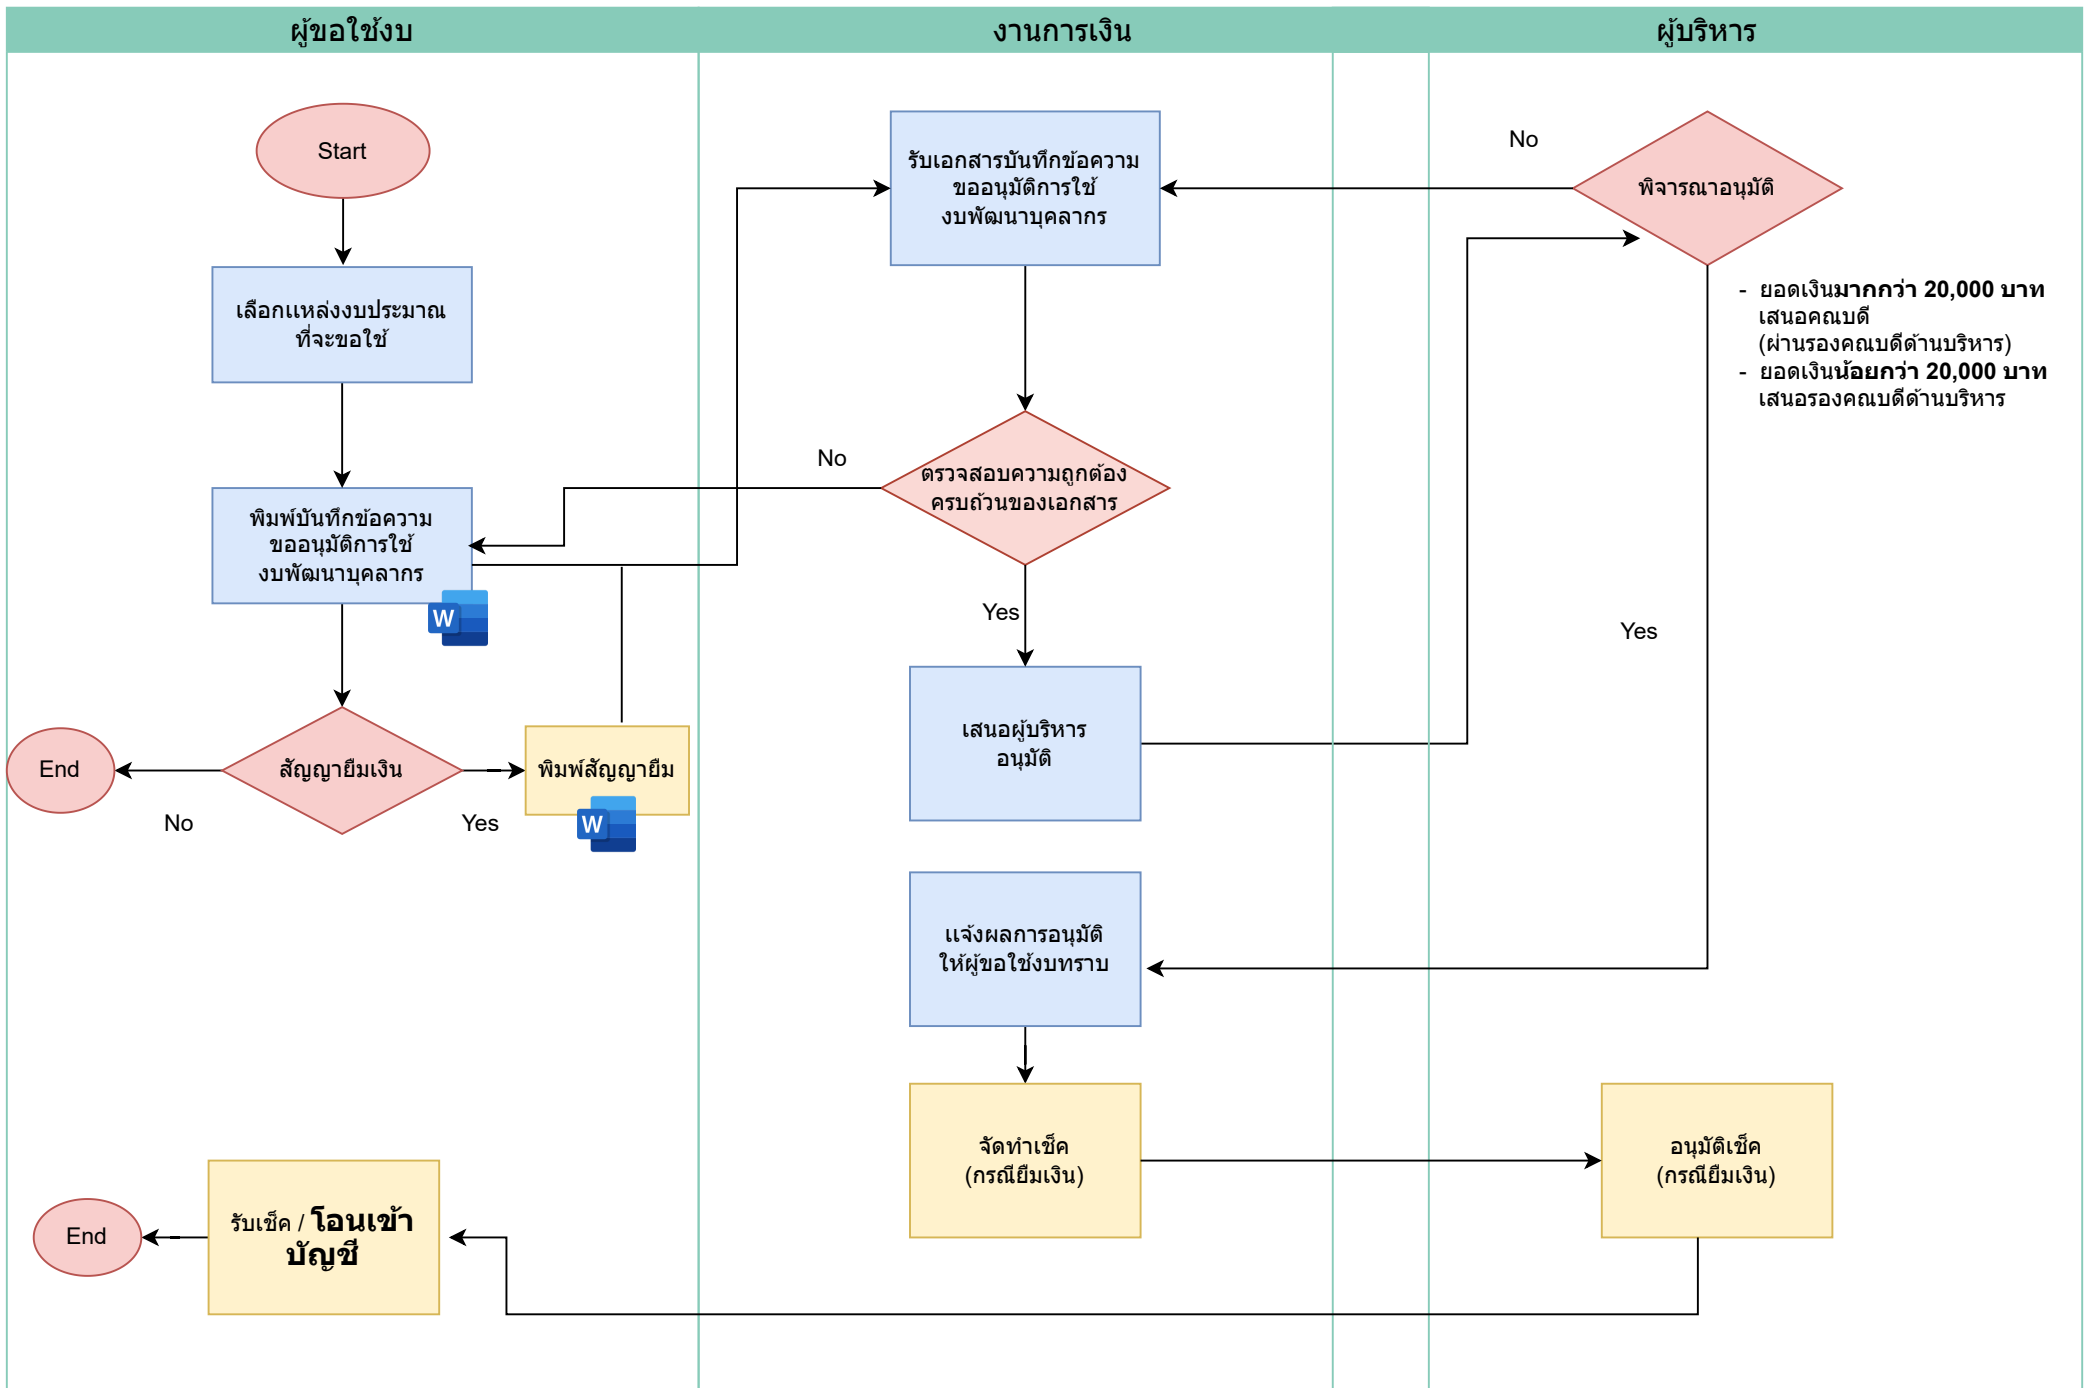 ผู้ขอใช้งบ
งานการเงิน
ผู้บริหาร
Start
รับเอกสารบันทึกข้อความ
ขออนุมัติการใช้
งบพัฒนาบุคลากร
No
พิจารณาอนุมัติ
เลือกแหล่งงบประมาณ
ที่จะขอใช้
- ยอดเงินมากกว่า 20,000 บาท
เสนอคณบดี
(ผ่านรองคณบดีด้านบริหาร)
- ยอดเงินน้อยกว่า 20,000 บาท
เสนอรองคณบดีด้านบริหาร
No
ตรวจสอบความถูกต้อง
ครบถ้วนของเอกสาร
พิมพ์บันทึกข้อความ
ขออนุมัติการใช้
งบพัฒนาบุคลากร
W
Yes
Yes
End
สัญญายืมเงิน
พิมพ์สัญญายืม
เสนอผู้บริหาร
อนุมัติ
No
Yes
W
แจ้งผลการอนุมัติ
ให้ผู้ขอใช้งบทราบ
จัดทำเช็ค
(กรณียืมเงิน)
อนุมัติเช็ค
(กรณียืมเงิน)
End
รับเช็ค / โอนเข้า
บัญชี